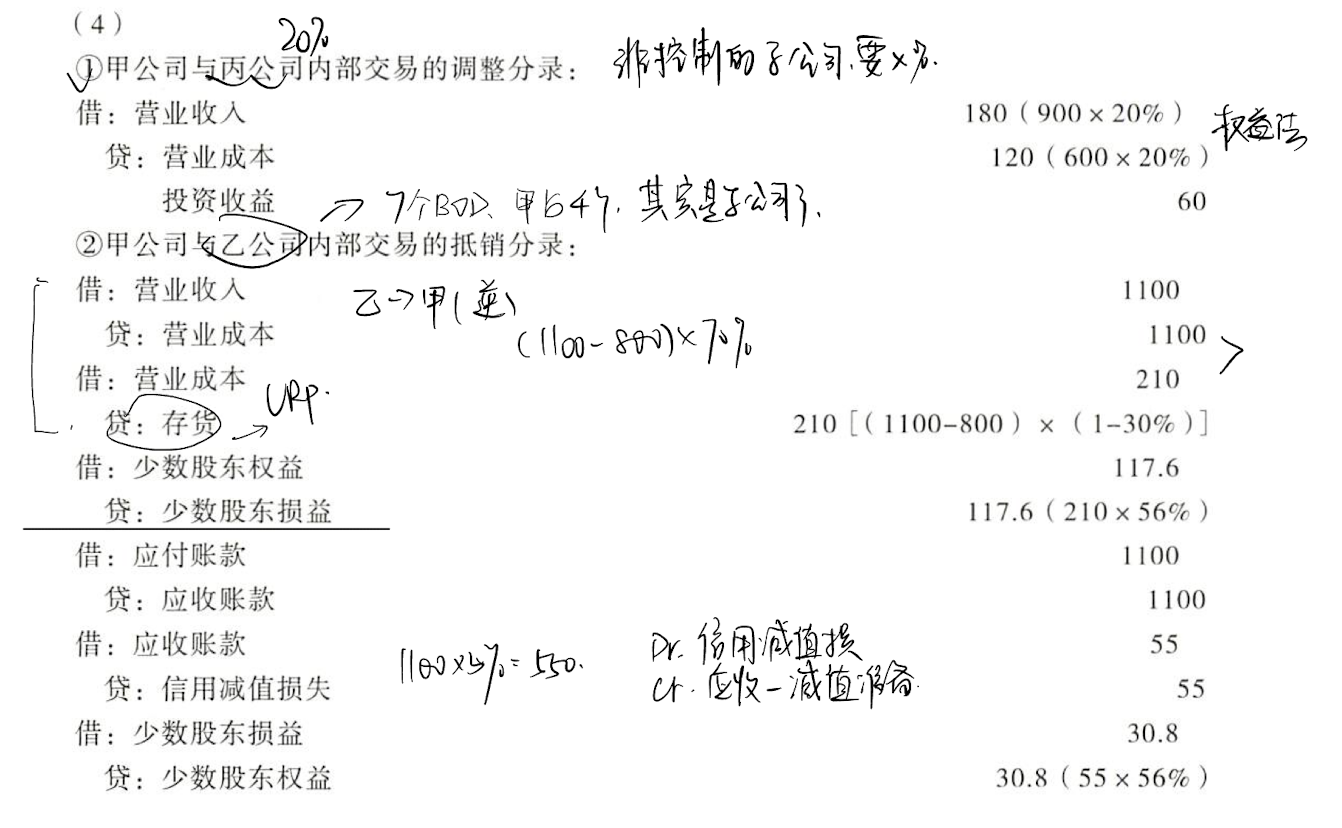 （4）
20%
①甲公司与丙公司内部交易的调整分录： 非控制的子公司.要×%.
借：营业收入 180（900×20%） 权益法
贷：营业成本 120（600×20%）
投资收益 60
→ 7个BOD、甲占4个，其实是子公司了、
②甲公司与乙公司内部交易的抵销分录：
借：营业收入 1100
乙→甲(逆)
贷：营业成本 1100
(1100-800)×70%
借：营业成本 210
贷：存货 210［（1100-800）×（1-30%）］
→ URP.
借：少数股东权益 117.6
贷：少数股东损益 117.6（210×56%）
借：应付账款 1100
贷：应收账款 1100
借：应收账款 55
1100×5%=550. Dr. 信用减值损
贷：信用减值损失 55
Cr. 应收-减值准备.
借：少数股东损益 30.8
贷：少数股东权益 30.8（55×56%）